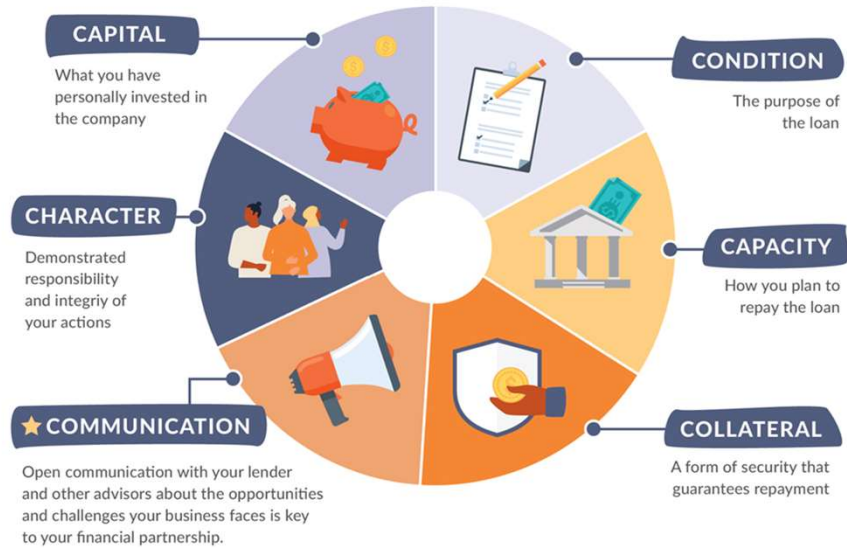 CAPITAL
What you have
personally invested in
the company
CONDITION
The purpose of
the loan
CHARACTER
Demonstrated
responsibility
and integriy of
your actions
CAPACITY
How you plan to
repay the loan
COMMUNICATION
Open communication with your lender
and other advisors about the opportunities
and challenges your business faces is key
to your financial partnership.
COLLATERAL
A form of security that
guarantees repayment